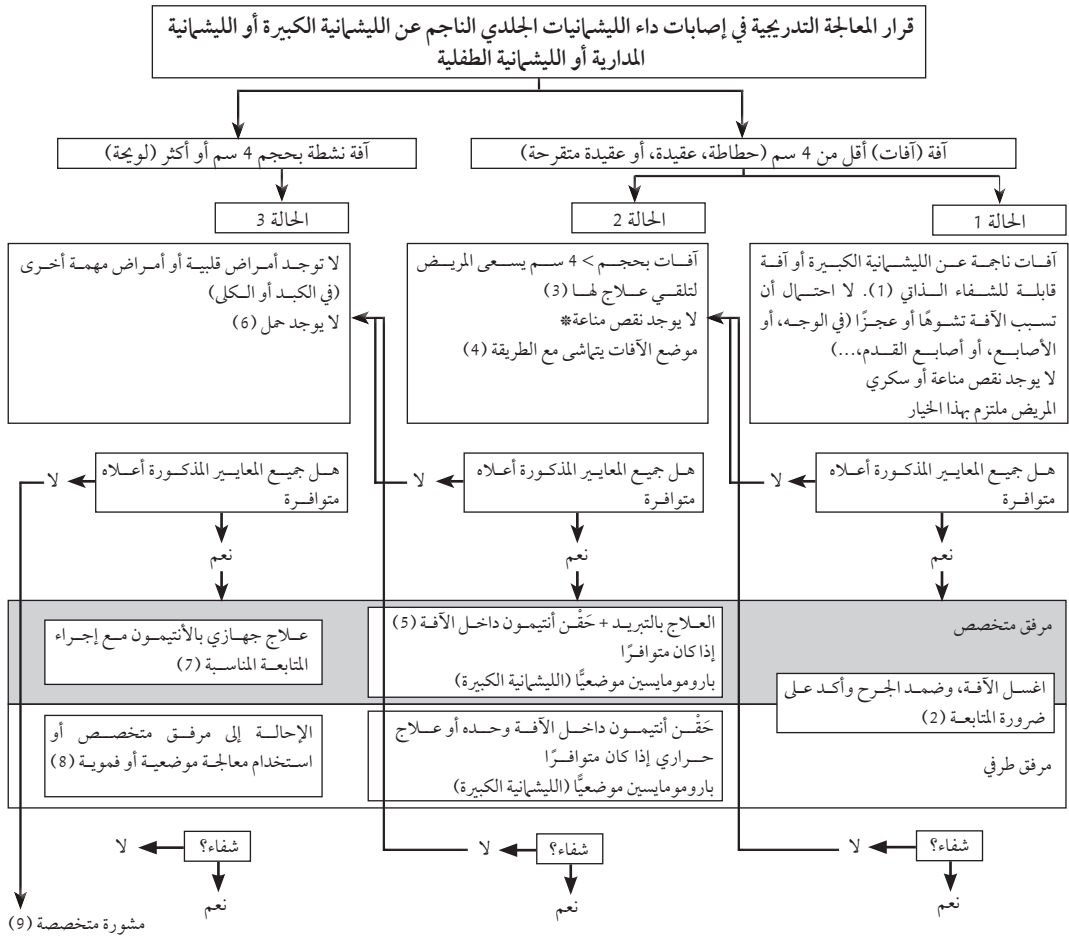 قرار المعالجة التدريجية في إصابات داء الليشمانيات الجلدي الناجم عن الليشمانية الكبيرة أو الليشمانية
المدارية أو الليشمانية الطفلية
آفة (آفات) أقل من 4 سم (حطاطة، عقيدة، أو عقيدة متقرحة)
آفة نشطة بحجم 4 سم أو أكثر (لويحة)
الحالة 1
الحالة 2
الحالة 3
آفات ناجمة عن الليشمانية الكبيرة أو آفة
قابلة للشفاء الذاتي (1). لا احتمال أن
تسبب الآفة تشوهًا أو عجزًا (في الوجه، أو
الأصابع، أو أصابع القدم،...)
لا يوجد نقص مناعة أو سكري
المريض ملتزم بهذا الخيار
آفات بحجم > 4 سم يسعى المريض
لتلقي علاج لها (3)
لا يوجد نقص مناعة*
موضع الآفات يتماشى مع الطريقة (4)
لا توجد أمراض قلبية أو أمراض مهمة أخرى
(في الكبد أو الكلى)
لا يوجد حمل (6)
هل جميع المعايير المذكورة أعلاه
متوافرة
لا
نعم
هل جميع المعايير المذكورة أعلاه
متوافرة
لا
نعم
هل جميع المعايير المذكورة أعلاه
متوافرة
لا
نعم
مرفق متخصص
العلاج بالتبريد + حَقْن أنتيمون داخل الآفة (5)
إذا كان متوافرًا
بارومومايسين موضعيًّا (الليشمانية الكبيرة)
علاج جهازي بالأنتيمون مع إجراء
المتابعة المناسبة (7)
اغسل الآفة، وضمد الجرح وأكد على
ضرورة المتابعة (2)
مرفق طرفي
حَقْن أنتيمون داخل الآفة وحده أو علاج
حراري إذا كان متوافرًا
بارومومايسين موضعيًّا (الليشمانية الكبيرة)
الإحالة إلى مرفق متخصص أو
استخدام معالجة موضعية أو فموية (8)
شفاء؟
لا
نعم
شفاء؟
لا
نعم
شفاء؟
لا
نعم
مشورة متخصصة (9)